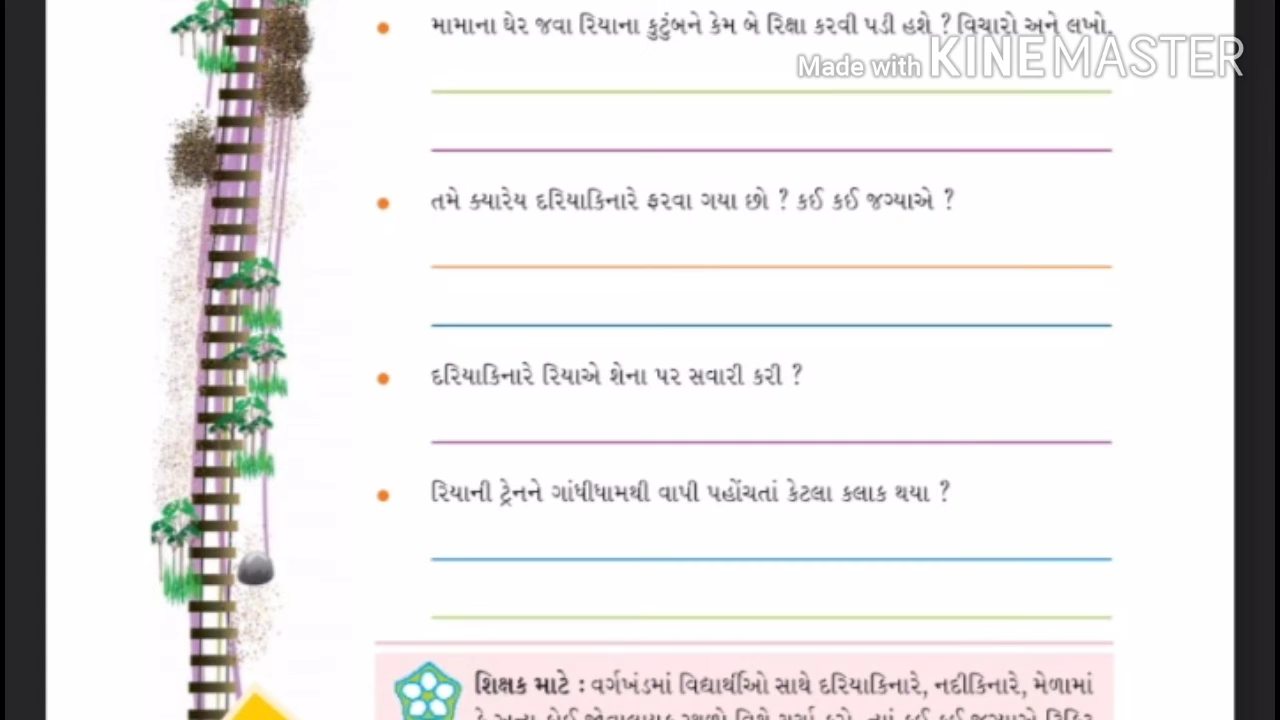 મામાના ઘેર જવા રિયાના કુટુંબને કેમ બે રિક્ષા કરવી પડી હશે ? વિચારો અને લખો.
Made with KINEMASTER
તમે ક્યારેય દરિયાકિનારે ફરવા ગયા છો ? કઈ કઈ જગ્યાએ ?
દરિયાકિનારે રિયાએ શેના પર સવારી કરી ?
રિયાની ટ્રેનને ગાંધીધામથી વાપી પહોંચતાં કેટલા કલાક થયા ?
શિક્ષક માટે : વર્ગખંડમાં વિદ્યાર્થીઓ સાથે દરિયાકિનારે, નદીકિનારે, મેળામાં